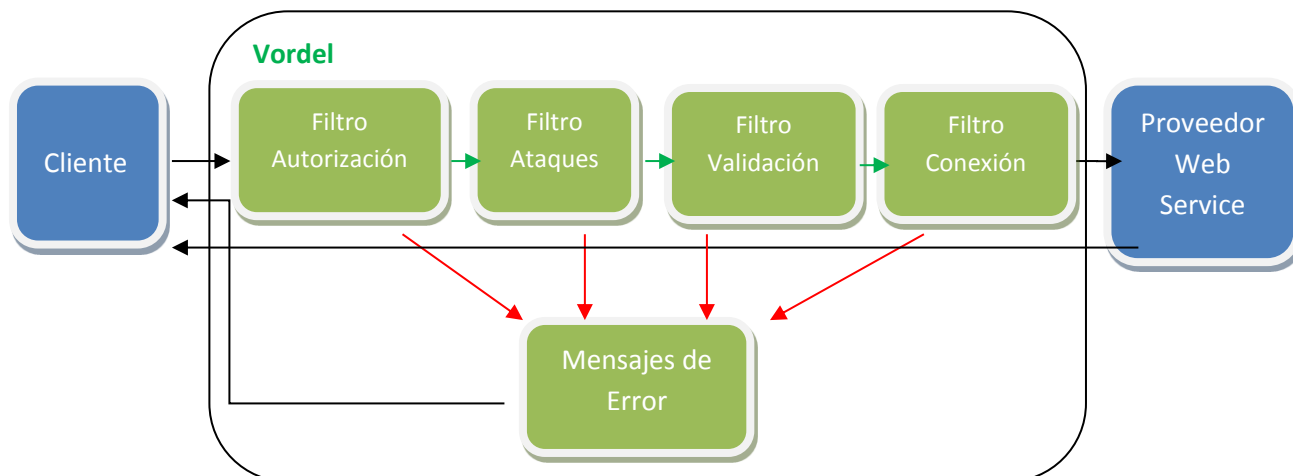 Vordel
Cliente
Filtro
Autorización
Filtro
Ataques
Filtro
Validación
Filtro
Conexión
Proveedor
Web
Service
Mensajes de
Error